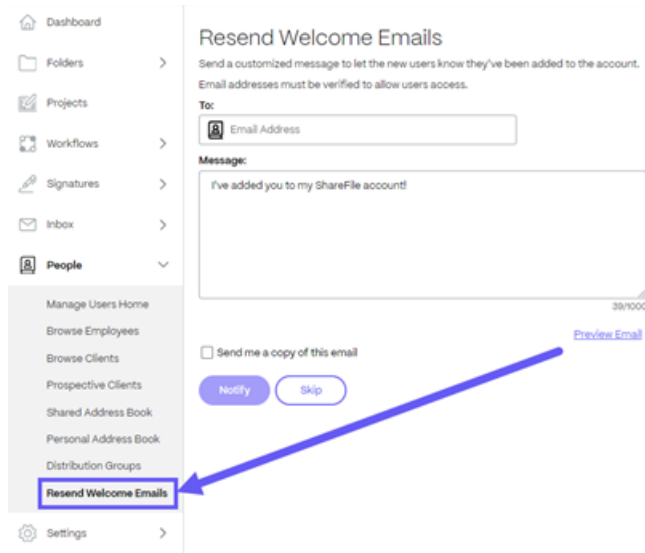 Dashboard
Folders
Projects
Workflows
Signatures
Inbox
People
Manage Users Home
Browse Employees
Browse Clients
Prospective Clients
Shared Address Book
Personal Address Book
Distribution Groups
Resend Welcome Emails
Settings
Resend Welcome Emails
Send a customized message to let the new users know they've been added to the account.
Email addresses must be verified to allow users access.
To:
Email Address
Message:
I've added you to my ShareFile account!
39/1000
Preview Email
Send me a copy of this email
Notify Skip